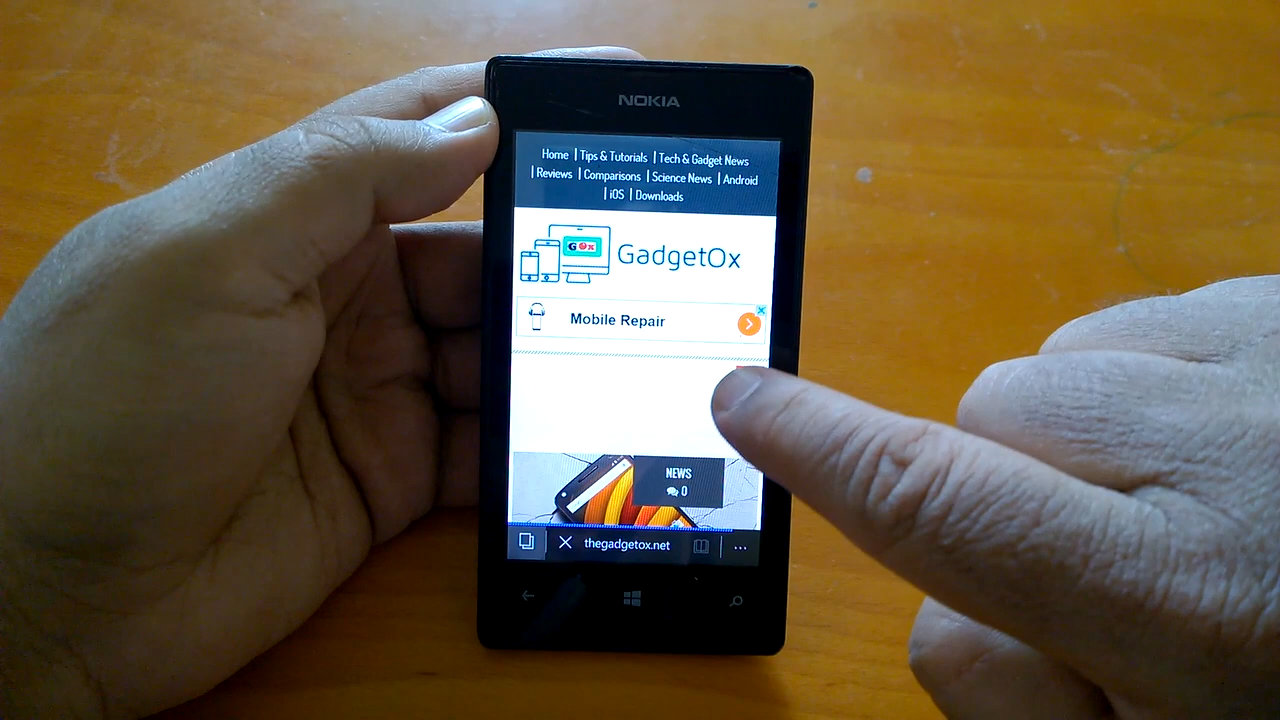 NOKIA
Home | Tips & Tutorials | Tech & Gadget News
| Reviews | Comparisons | Science News | Android
| iOS | Downloads
GOx
GadgetOx
Mobile Repair
NEWS
0
thegadgetox.net
...